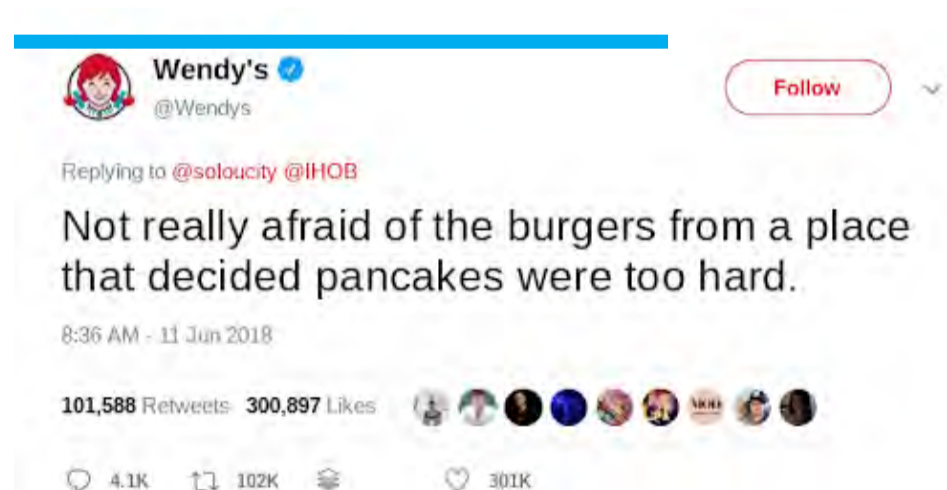 Wendy's
@Wendys
Follow
Replying to @soloucity @IHOB
Not really afraid of the burgers from a place
that decided pancakes were too hard.
8:36 AM - 11 Jun 2018
101,588 Retweets 300,897 Likes
4.1K 102K 301K